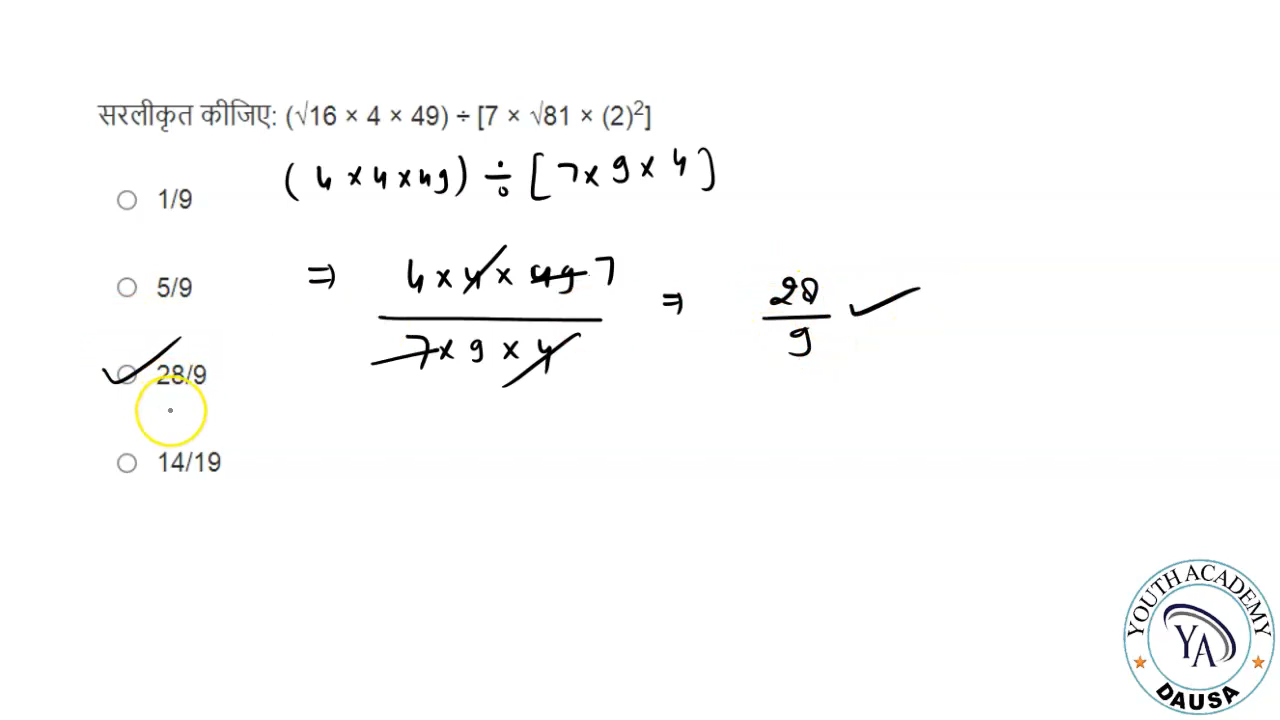 सरलीकृत कीजिए: (√16 × 4 × 49) ÷ [7 × √81 × (2)²]
(4 × 4 × 49) ÷ [7 × 9 × 4]
1/9
⇒ 4 × 4 × 49 7
7 × 9 × 4
⇒ 28
9 ✓
5/9
28/9
14/19
YOUTH ACADEMY
YA
DAUSA